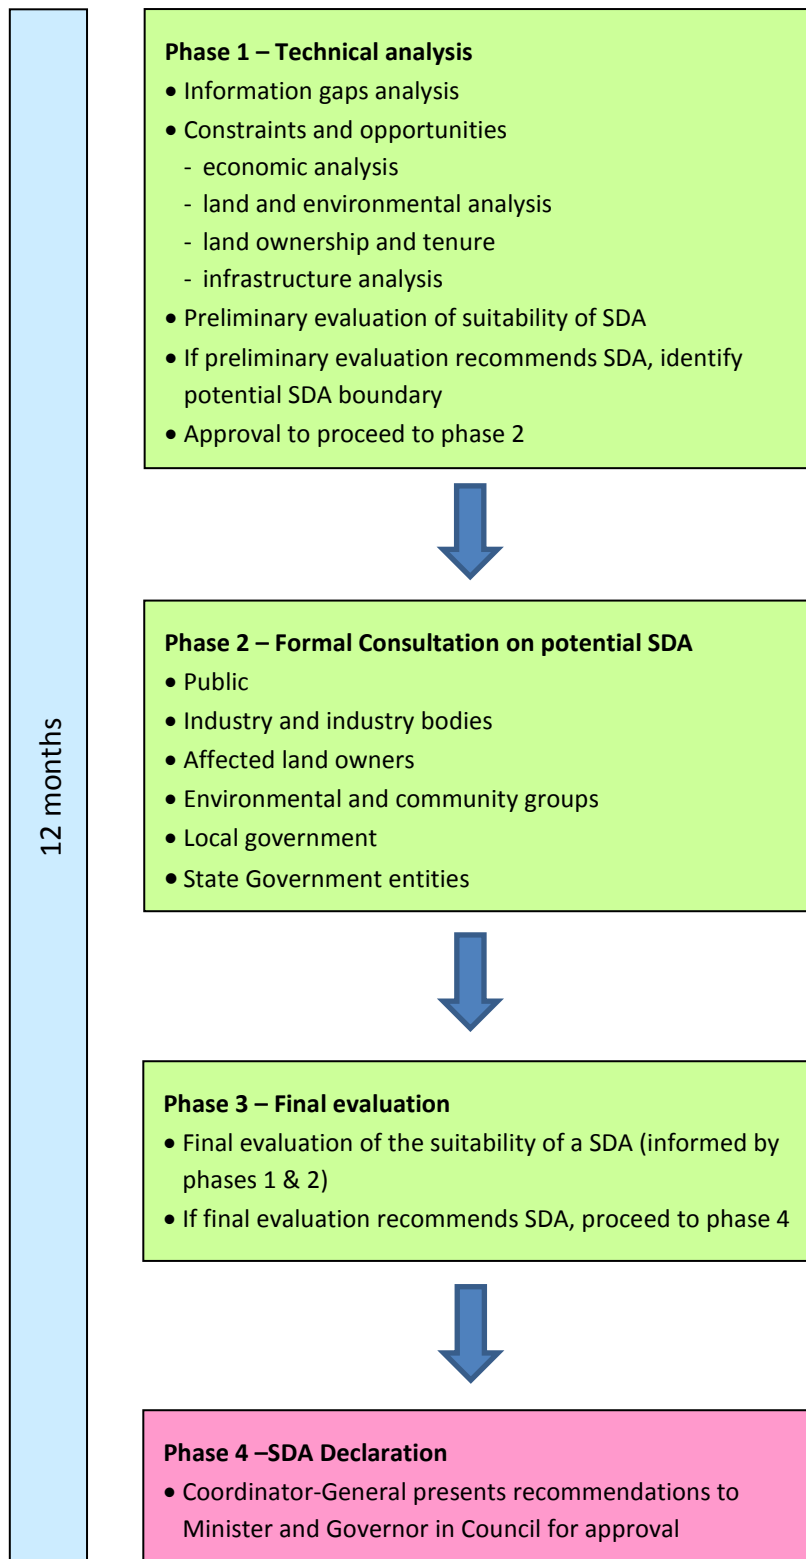 12 months
Phase 1 – Technical analysis
• Information gaps analysis
• Constraints and opportunities
- economic analysis
- land and environmental analysis
- land ownership and tenure
- infrastructure analysis
• Preliminary evaluation of suitability of SDA
• If preliminary evaluation recommends SDA, identify
potential SDA boundary
• Approval to proceed to phase 2
Phase 2 – Formal Consultation on potential SDA
• Public
• Industry and industry bodies
• Affected land owners
• Environmental and community groups
• Local government
• State Government entities
Phase 3 – Final evaluation
• Final evaluation of the suitability of a SDA (informed by
phases 1 & 2)
• If final evaluation recommends SDA, proceed to phase 4
Phase 4 –SDA Declaration
• Coordinator-General presents recommendations to
Minister and Governor in Council for approval